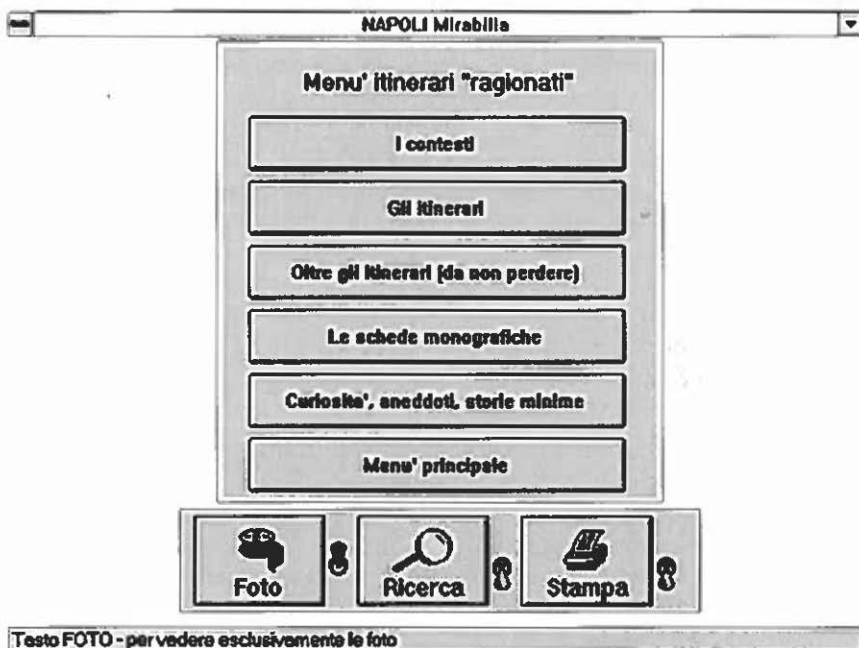 NAPOLI Mirabilia
Menu' itinerari "ragionati"
I contesti
Gli itinerari
Oltre gli itinerari (da non perdere)
Le schede monografiche
Curiosita', aneddoti, storie minime
Menu' principale
Foto
Ricerca
Stampa
Tasto FOTO - per vedere esclusivamente le foto